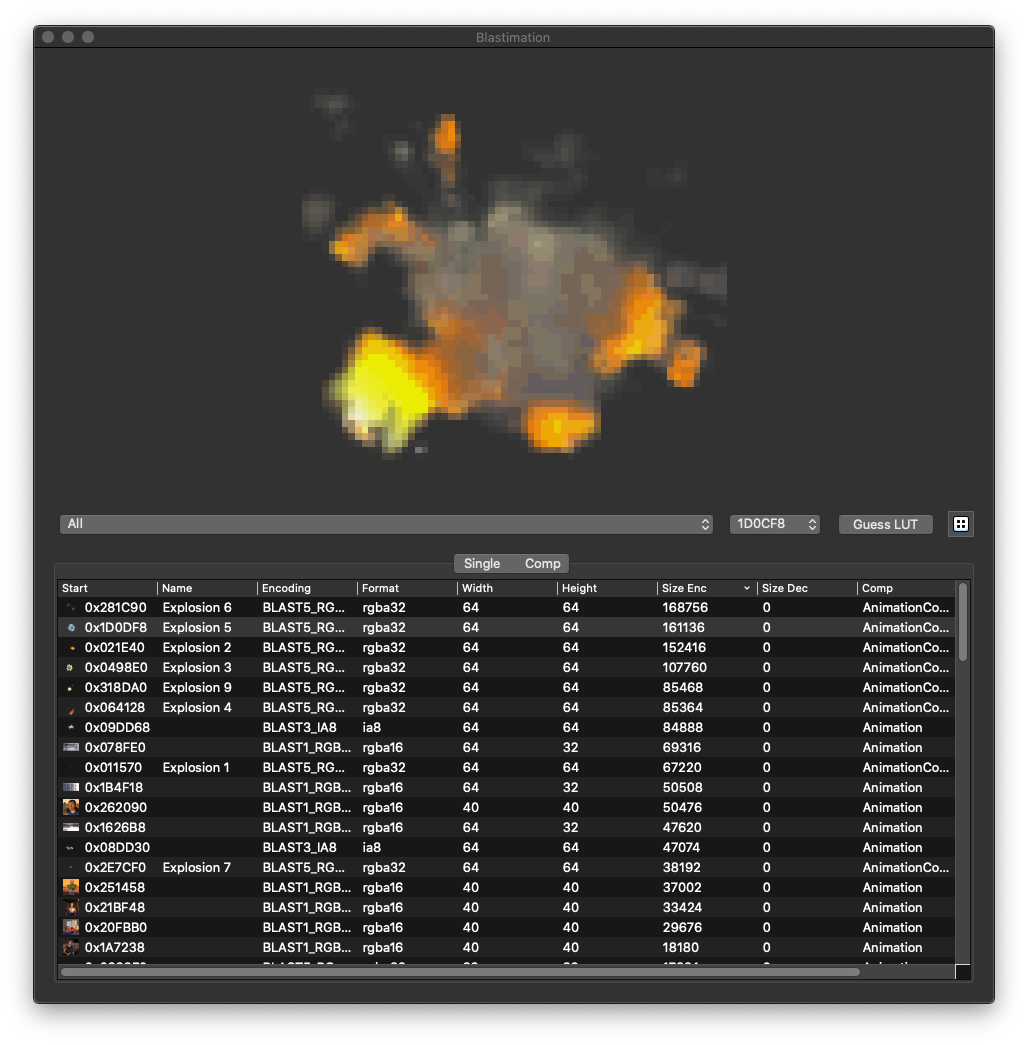 Blastimation
All 1D0CF8 Guess LUT
Single Comp
Start Name Encoding Format Width Height Size Enc Size Dec Comp
0x281C90 Explosion 6 BLAST5_RG... rgba32 64 64 168756 0 AnimationCo...
0x1D0DF8 Explosion 5 BLAST5_RG... rgba32 64 64 161136 0 AnimationCo...
0x021E40 Explosion 2 BLAST5_RG... rgba32 64 64 152416 0 AnimationCo...
0x0498E0 Explosion 3 BLAST5_RG... rgba32 64 64 107760 0 AnimationCo...
0x318DA0 Explosion 9 BLAST5_RG... rgba32 64 64 85468 0 AnimationCo...
0x064128 Explosion 4 BLAST5_RG... rgba32 64 64 85364 0 AnimationCo...
0x09DD68 BLAST3_IA8 ia8 64 64 84888 0 Animation
0x078FE0 BLAST1_RGB... rgba16 64 32 69316 0 Animation
0x011570 Explosion 1 BLAST5_RG... rgba32 64 64 67220 0 AnimationCo...
0x1B4F18 BLAST1_RGB... rgba16 64 32 50508 0 Animation
0x262090 BLAST1_RGB... rgba16 40 40 50476 0 Animation
0x1626B8 BLAST1_RGB... rgba16 64 32 47620 0 Animation
0x08DD30 BLAST3_IA8 ia8 64 64 47074 0 Animation
0x2E7CF0 Explosion 7 BLAST5_RG... rgba32 64 64 38192 0 AnimationCo...
0x251458 BLAST1_RGB... rgba16 40 40 37002 0 Animation
0x21BF48 BLAST1_RGB... rgba16 40 40 33424 0 Animation
0x20FBB0 BLAST1_RGB... rgba16 40 40 29676 0 Animation
0x1A7238 BLAST1_RGB... rgba16 40 40 18180 0 Animation